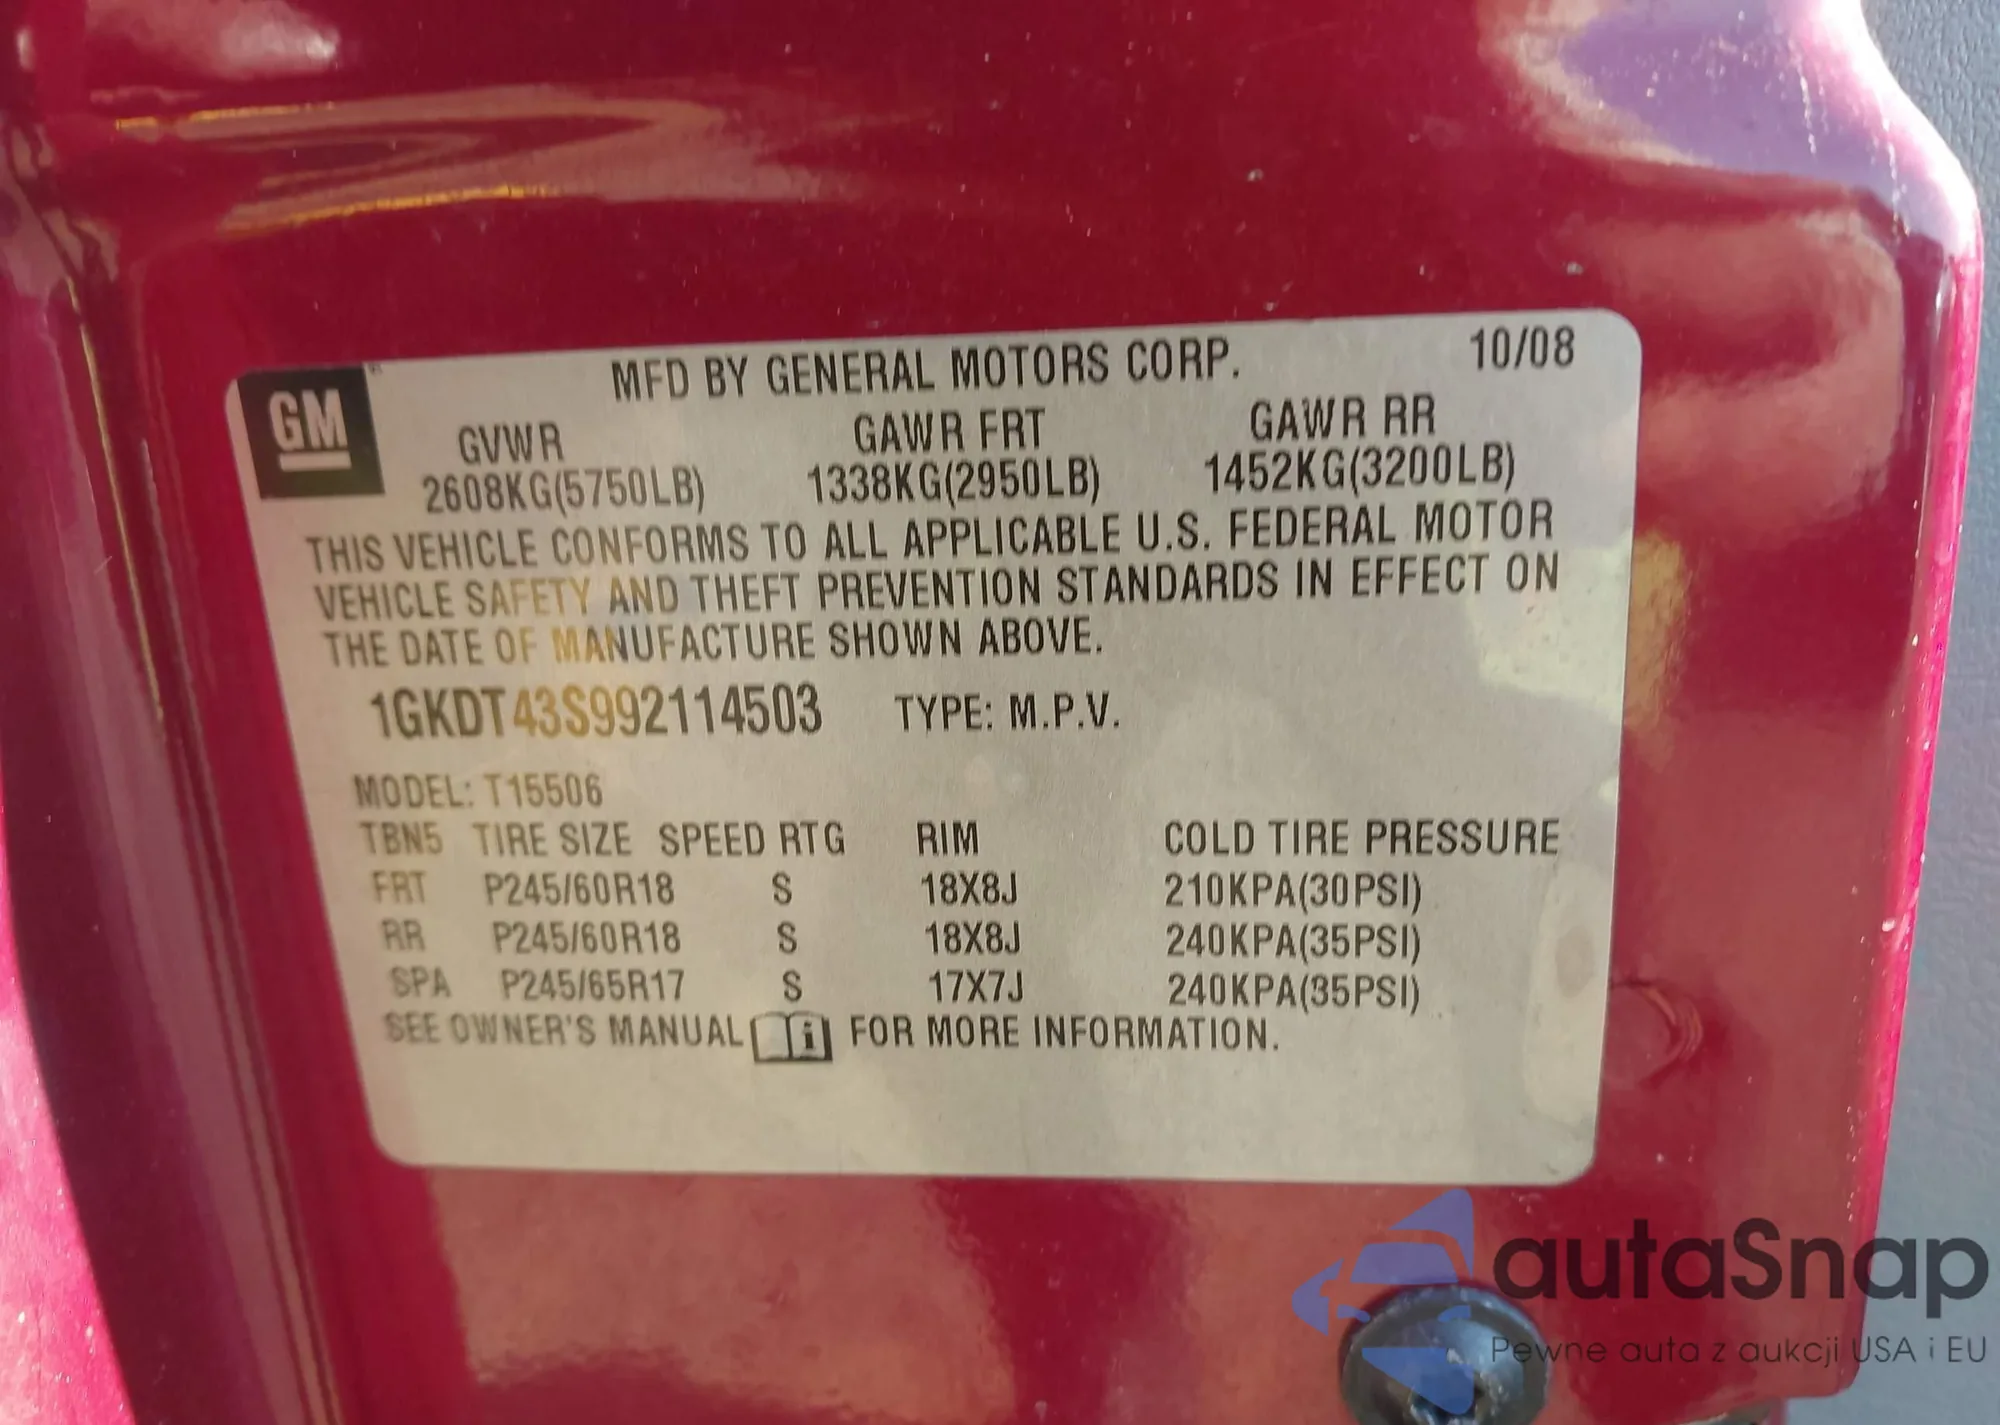 GM
MFD BY GENERAL MOTORS CORP. 10/08
GVWR GAWR FRT GAWR RR
2608KG(5750LB) 1338KG(2950LB) 1452KG(3200LB)
THIS VEHICLE CONFORMS TO ALL APPLICABLE U.S. FEDERAL MOTOR
VEHICLE SAFETY AND THEFT PREVENTION STANDARDS IN EFFECT ON
THE DATE OF MANUFACTURE SHOWN ABOVE.
1GKDT43S992114503 TYPE: M.P.V.
MODEL: T15506
TBN5 TIRE SIZE SPEED RTG RIM COLD TIRE PRESSURE
FRT P245/60R18 S 18X8J 210KPA(30PSI)
RR P245/60R18 S 18X8J 240KPA(35PSI)
SPA P245/65R17 S 17X7J 240KPA(35PSI)
SEE OWNER'S MANUAL i FOR MORE INFORMATION.
autaSnap
Pewne auta z aukcji USA i EU